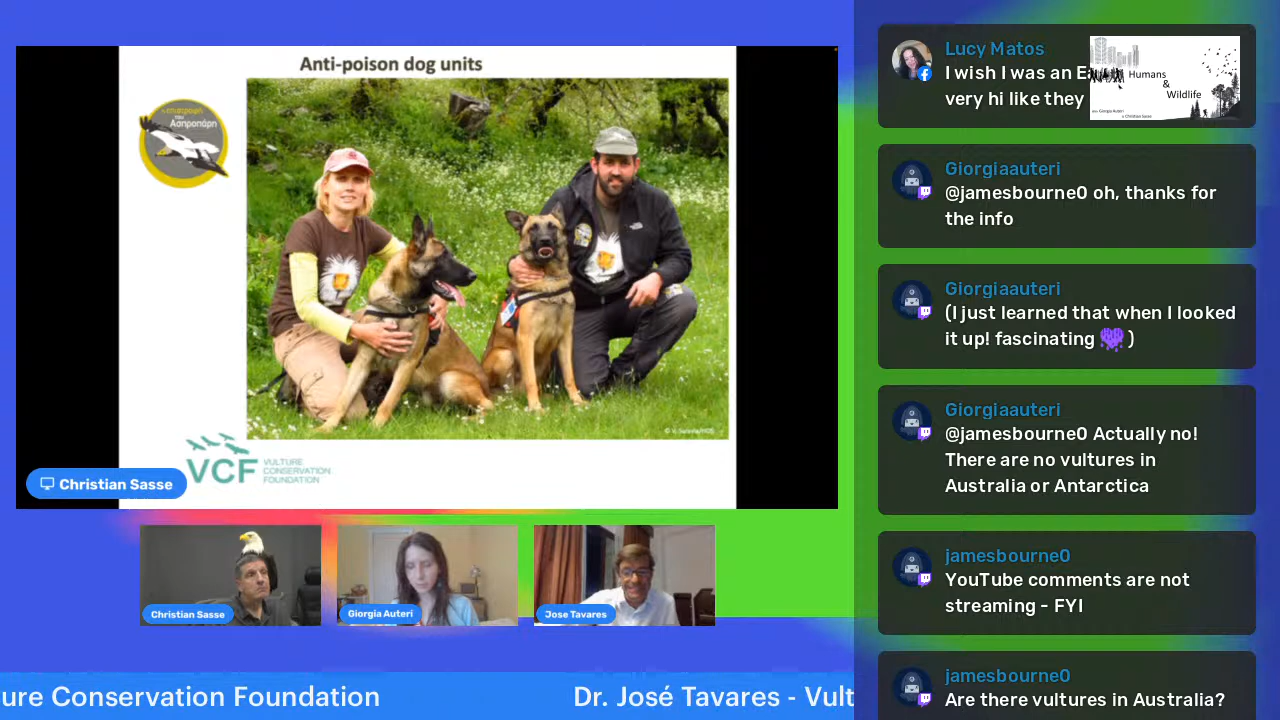 Anti-poison dog units
η επιστροφή
του
Ασπροπάρη
VCF
VULTURE
CONSERVATION
FOUNDATION
Christian Sasse
Christian Sasse
Giorgia Auteri
Jose Tavares
ure Conservation Foundation
Dr. José Tavares - Vult
Lucy Matos
I wish I was an
very hi like they
Humans
&
Wildlife
Giorgiaauteri
@jamesbourne0 oh, thanks for
the info
Giorgiaauteri
(I just learned that when I looked
it up! fascinating 💜 )
Giorgiaauteri
@jamesbourne0 Actually no!
There are no vultures in
Australia or Antarctica
jamesbourne0
YouTube comments are not
streaming - FYI
jamesbourne0
Are there vultures in Australia?